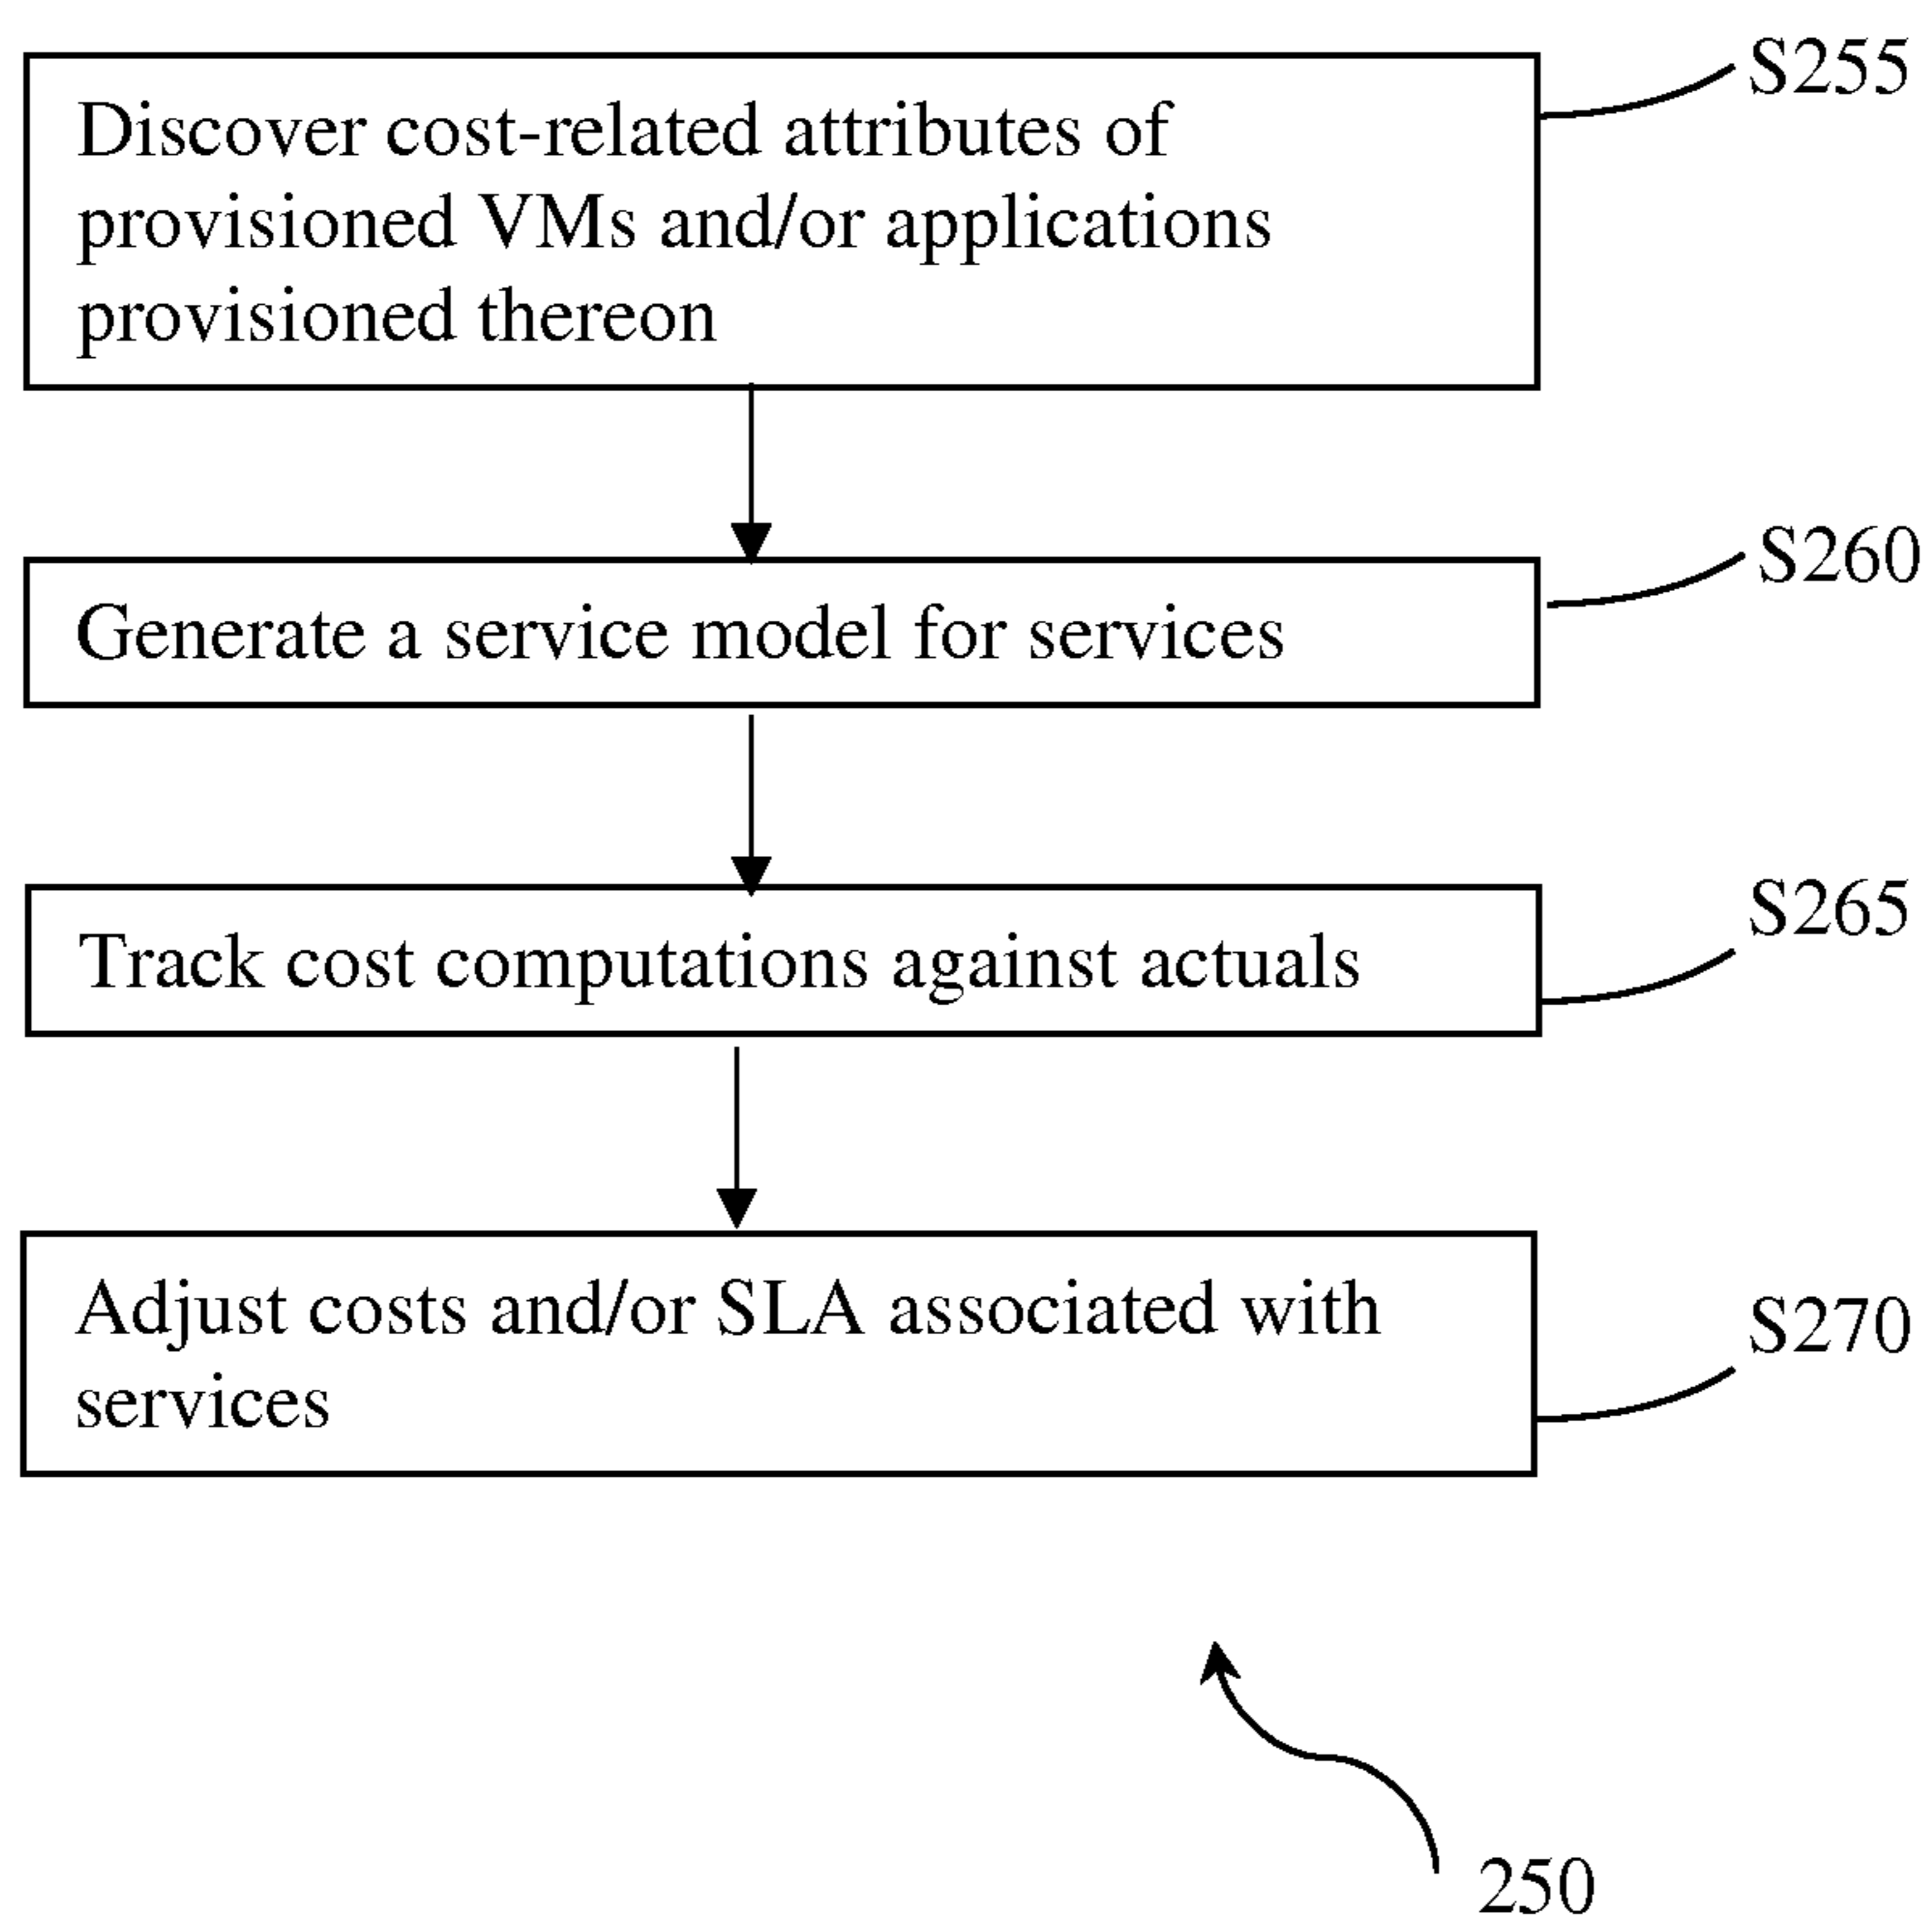 S255
Discover cost-related attributes of
provisioned VMs and/or applications
provisioned thereon
S260
Generate a service model for services
S265
Track cost computations against actuals
Adjust costs and/or SLA associated with
services
S270
250